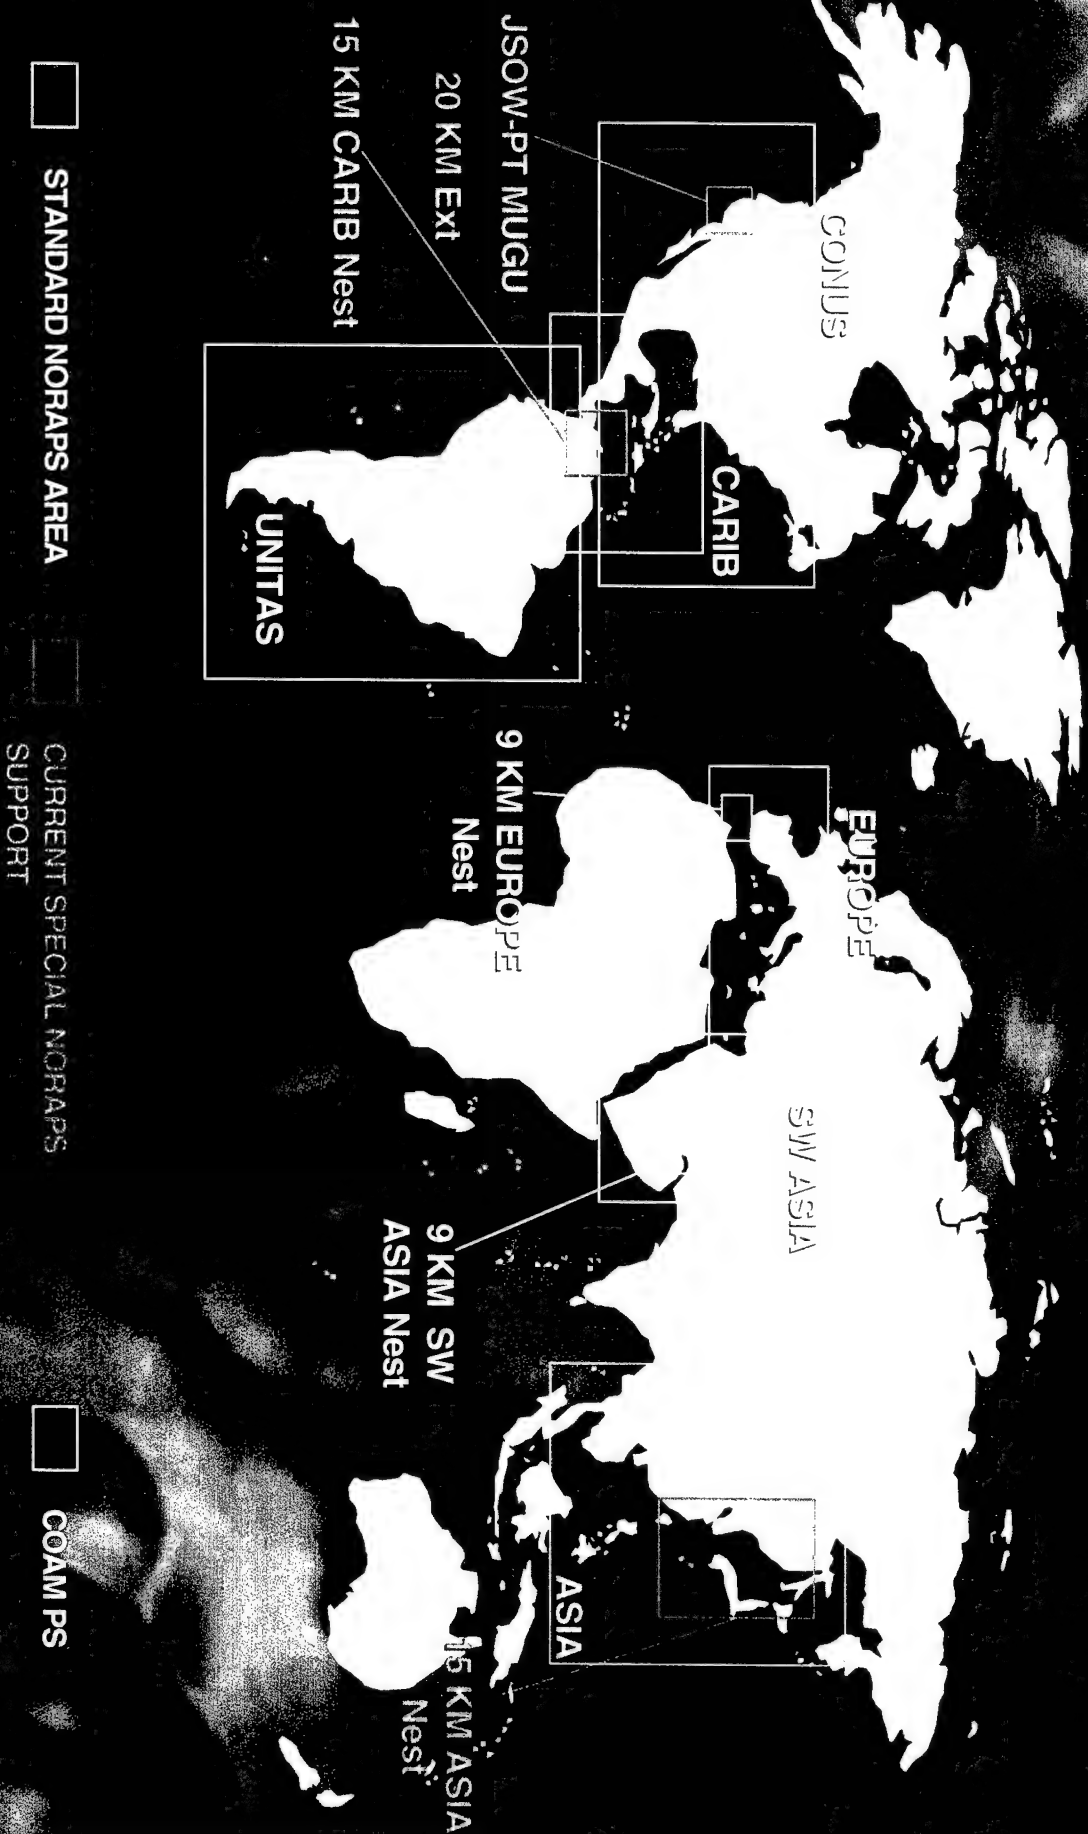 CONUS
CARIB
JSOW-PT MUGU
20 KM Ext
15 KM CARIB Nest
UNITAS
EUROPE
9 KM EUROPE
Nest
SW ASIA
9 KM SW
ASIA Nest
ASIA
15 KM ASIA
Nest
STANDARD NORAPS AREA
CURRENT SPECIAL NORAPS
SUPPORT
COAM PS